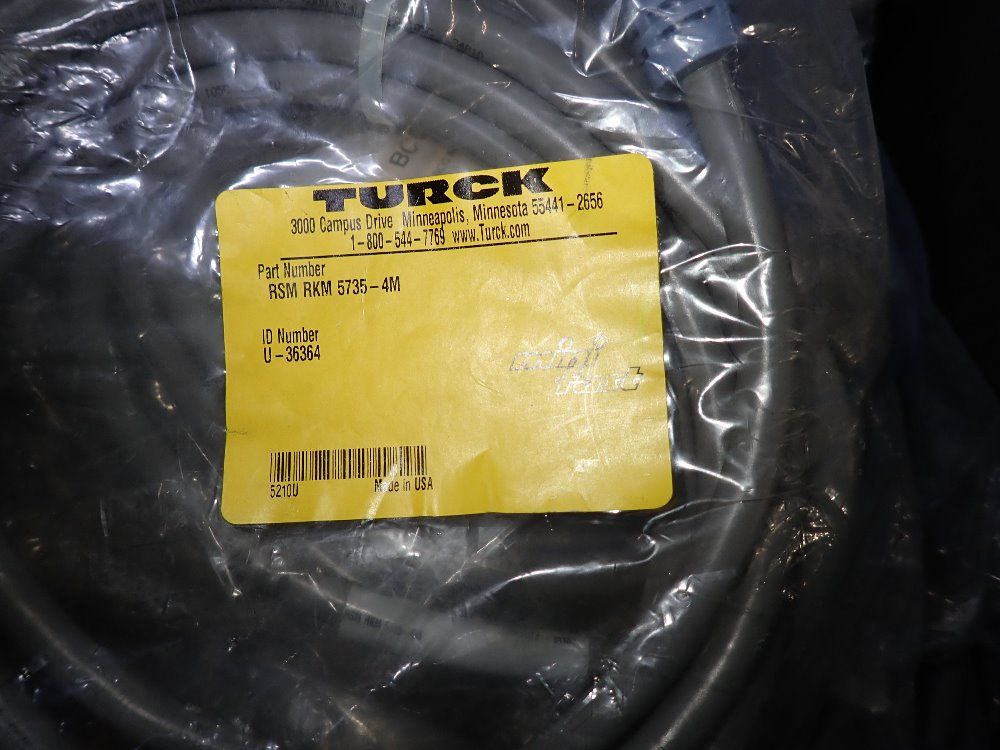 TURCK
3000 Campus Drive Minneapolis, Minnesota 55441-2656
1-800-544-7769 www.Turck.com
Part Number
RSM RKM 5735-4M
ID Number
U-36364
5210U Made in USA